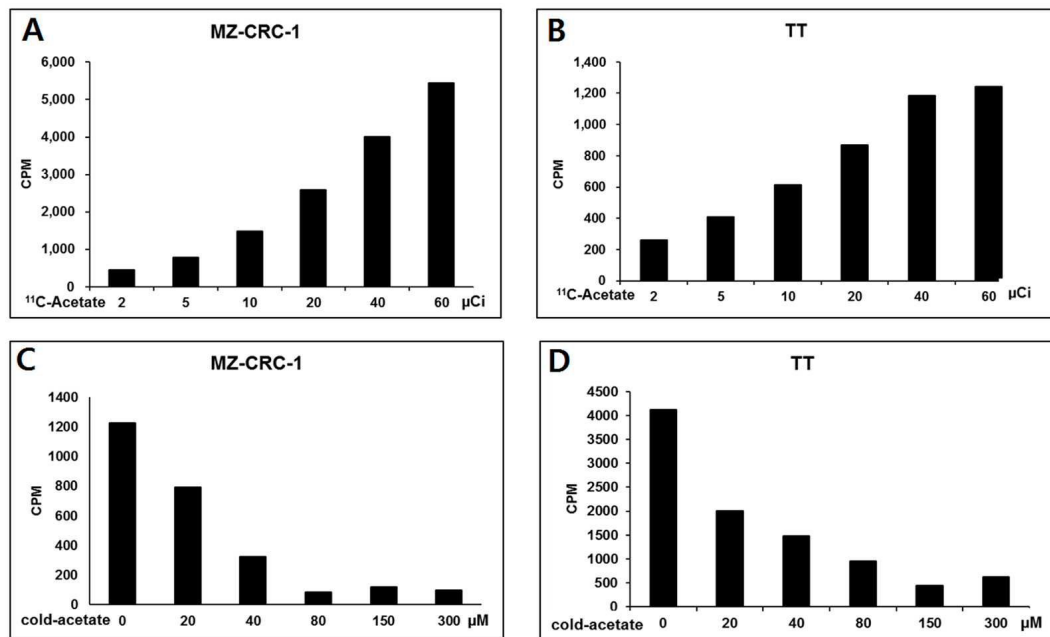 A
MZ-CRC-1
CPM
6,000
5,000
4,000
3,000
2,000
1,000
0
¹¹C-Acetate 2 5 10 20 40 60 µCi
B
TT
CPM
1,400
1,200
1,000
800
600
400
200
0
¹¹C-Acetate 2 5 10 20 40 60 µCi
C
MZ-CRC-1
CPM
1400
1200
1000
800
600
400
200
0
cold-acetate 0 20 40 80 150 300 µM
D
TT
CPM
4500
4000
3500
3000
2500
2000
1500
1000
500
0
cold-acetate 0 20 40 80 150 300 µM